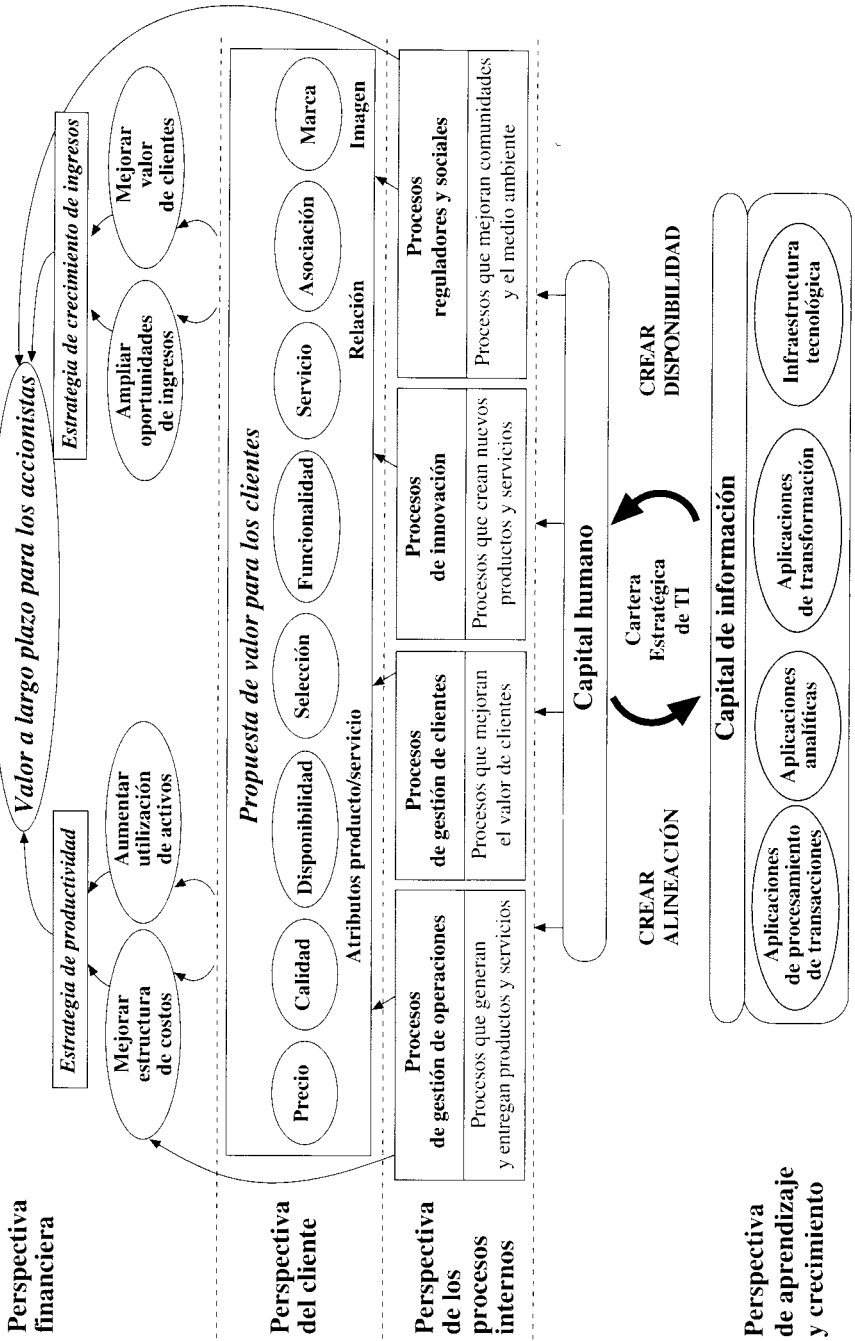 Perspectiva
financiera
Valor a largo plazo para los accionistas
Estrategia de productividad
Estrategia de crecimiento de ingresos
Mejorar
estructura
de costos
Aumentar
utilización
de activos
Ampliar
oportunidades
de ingresos
Mejorar
valor
de clientes
Perspectiva
del cliente
Propuesta de valor para los clientes
Precio
Calidad
Disponibilidad
Selección
Funcionalidad
Servicio
Asociación
Marca
Atributos producto/servicio
Relación
Imagen
Perspectiva
de los
procesos
internos
Procesos
de gestión de operaciones
Procesos que generan
y entregan productos y servicios
Procesos
de gestión de clientes
Procesos que mejoran
el valor de clientes
Procesos
de innovación
Procesos que crean nuevos
productos y servicios
Procesos
reguladores y sociales
Procesos que mejoran comunidades
y el medio ambiente
Capital humano
CREAR
ALINEACIÓN
Cartera
Estratégica
de TI
CREAR
DISPONIBILIDAD
Perspectiva
de aprendizaje
y crecimiento
Capital de información
Aplicaciones
de procesamiento
de transacciones
Aplicaciones
analíticas
Aplicaciones
de transformación
Infraestructura
tecnológica